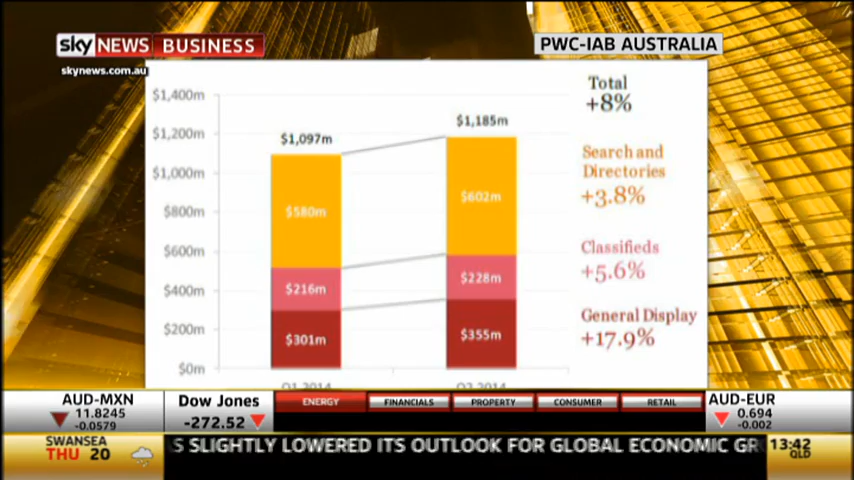 sky NEWS BUSINESS
skynews.com.au
PWC-IAB AUSTRALIA
$1,400m
$1,200m
$1,000m
$800m
$600m
$400m
$200m
$0m
$1,097m
$580m
$216m
$301m
$1,185m
$602m
$228m
$355m
Total
+8%
Search and
Directories
+3.8%
Classifieds
+5.6%
General Display
+17.9%
AUD-MXN
11.8245
-0.0579
Dow Jones
-272.52
ENERGY
FINANCIALS
PROPERTY
CONSUMER
RETAIL
AUD-EUR
0.694
-0.002
SWANSEA
THU 20
S SLIGHTLY LOWERED ITS OUTLOOK FOR GLOBAL ECONOMIC GR
13:42
QLD